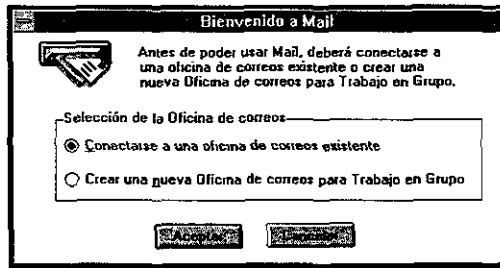 Bienvenido a Mail
Antes de poder usar Mail, deberá conectarse a
una oficina de correos existente o crear una
nueva Oficina de correos para Trabajo en Grupo.
Selección de la Oficina de correos
Conectarse a una oficina de correos existente
Crear una nueva Oficina de correos para Trabajo en Grupo
Aceptar
Cancelar